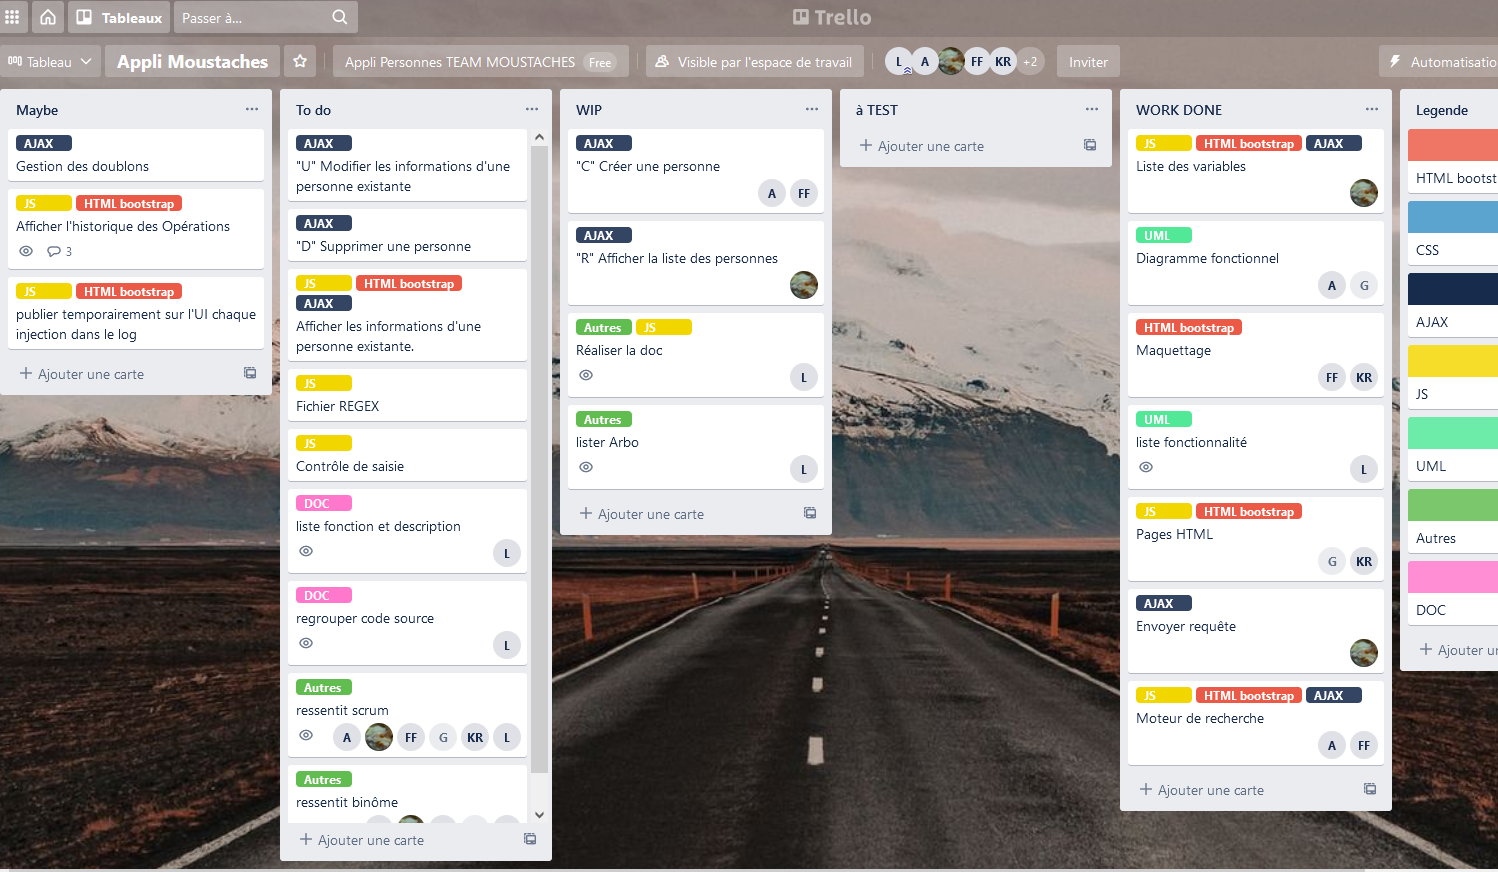 Tableaux
Passer à...
Trello
Tableau
Appli Moustaches
Appli Personnes TEAM MOUSTACHES
Free
Visible par l'espace de travail
L
A
FF
KR
+2
Inviter
Automatisatio
Maybe
AJAX
Gestion des doublons
JS HTML bootstrap
Afficher l'historique des Opérations
3
JS HTML bootstrap
publier temporairement sur l'UI chaque
injection dans le log
Ajouter une carte
To do
AJAX
"U" Modifier les informations d'une
personne existante
AJAX
"D" Supprimer une personne
JS HTML bootstrap
AJAX
Afficher les informations d'une
personne existante.
JS
Fichier REGEX
JS
Contrôle de saisie
DOC
liste fonction et description
L
DOC
regrouper code source
L
Autres
ressentit scrum
A FF G KR L
Autres
ressentit binôme
Ajouter une carte
WIP
AJAX
"C" Créer une personne
A FF
AJAX
"R" Afficher la liste des personnes
Autres JS
Réaliser la doc
L
Autres
lister Arbo
L
Ajouter une carte
à TEST
Ajouter une carte
WORK DONE
JS HTML bootstrap AJAX
Liste des variables
UML
Diagramme fonctionnel
A G
HTML bootstrap
Maquettage
FF KR
UML
liste fonctionnalité
L
JS HTML bootstrap
Pages HTML
G KR
AJAX
Envoyer requête
JS HTML bootstrap AJAX
Moteur de recherche
A FF
Ajouter une carte
Legende
HTML bootst
CSS
AJAX
JS
UML
Autres
DOC
Ajouter un